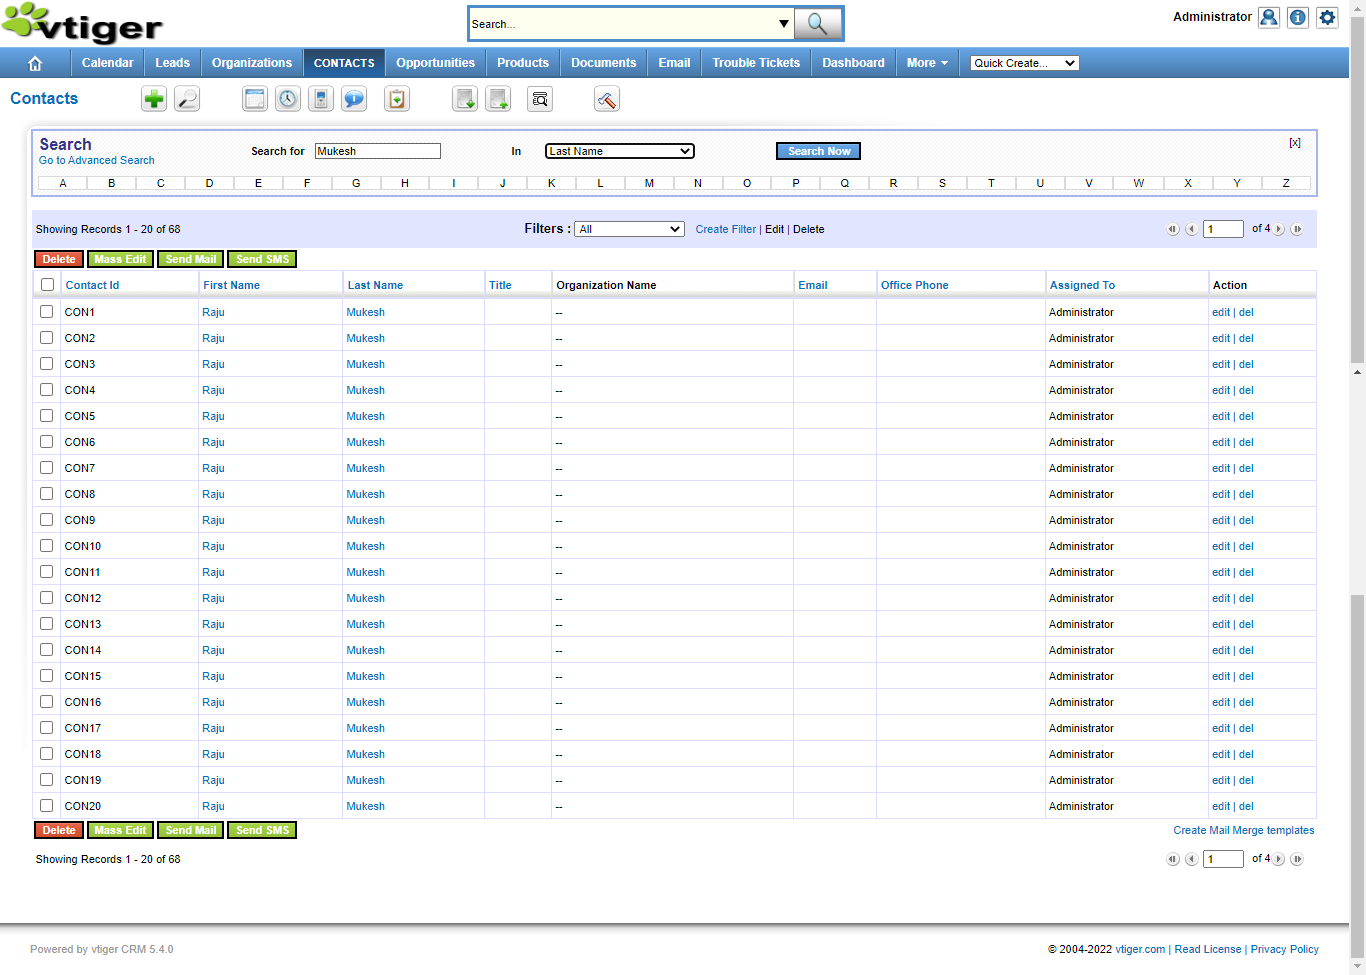 vtiger
Search...
Administrator
Calendar Leads Organizations CONTACTS Opportunities Products Documents Email Trouble Tickets Dashboard More Quick Create...
Contacts
Search
Go to Advanced Search
Search for Mukesh In Last Name Search Now [x]
A B C D E F G H I J K L M N O P Q R S T U V W X Y Z
Showing Records 1 - 20 of 68 Filters : All Create Filter | Edit | Delete 1 of 4
Delete Mass Edit Send Mail Send SMS
Contact Id First Name Last Name Title Organization Name Email Office Phone Assigned To Action
CON1 Raju Mukesh -- Administrator edit | del
CON2 Raju Mukesh -- Administrator edit | del
CON3 Raju Mukesh -- Administrator edit | del
CON4 Raju Mukesh -- Administrator edit | del
CON5 Raju Mukesh -- Administrator edit | del
CON6 Raju Mukesh -- Administrator edit | del
CON7 Raju Mukesh -- Administrator edit | del
CON8 Raju Mukesh -- Administrator edit | del
CON9 Raju Mukesh -- Administrator edit | del
CON10 Raju Mukesh -- Administrator edit | del
CON11 Raju Mukesh -- Administrator edit | del
CON12 Raju Mukesh -- Administrator edit | del
CON13 Raju Mukesh -- Administrator edit | del
CON14 Raju Mukesh -- Administrator edit | del
CON15 Raju Mukesh -- Administrator edit | del
CON16 Raju Mukesh -- Administrator edit | del
CON17 Raju Mukesh -- Administrator edit | del
CON18 Raju Mukesh -- Administrator edit | del
CON19 Raju Mukesh -- Administrator edit | del
CON20 Raju Mukesh -- Administrator edit | del
Delete Mass Edit Send Mail Send SMS Create Mail Merge templates
Showing Records 1 - 20 of 68 1 of 4
Powered by vtiger CRM 5.4.0 © 2004-2022 vtiger.com | Read License | Privacy Policy